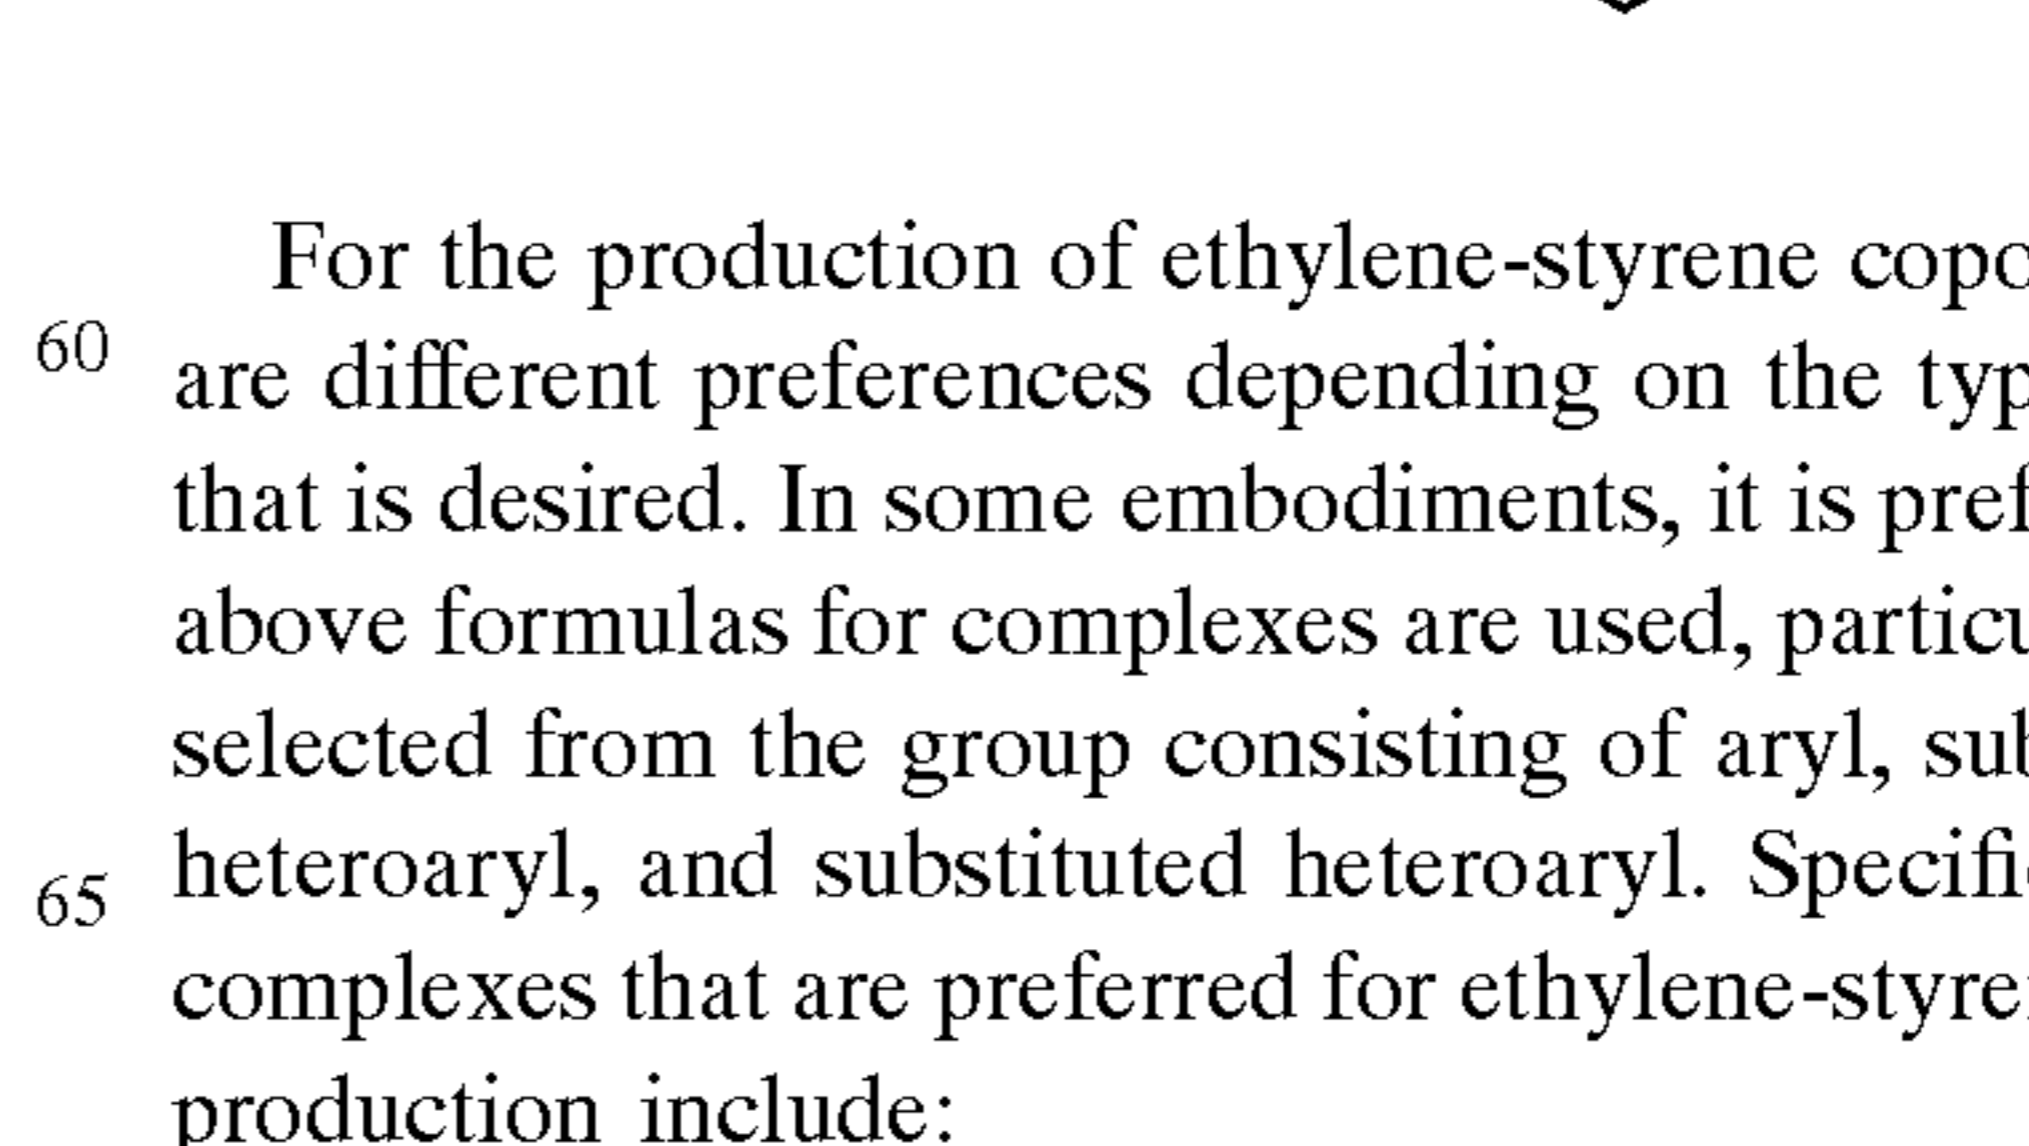 For the production of ethylene-styrene copo
60
are different preferences depending on the typ
that is desired. In some embodiments, it is pref
above formulas for complexes are used, particu
selected from the group consisting of aryl, sub
heteroaryl, and substituted heteroaryl. Specifi
65
complexes that are preferred for ethylene-styre
production include: